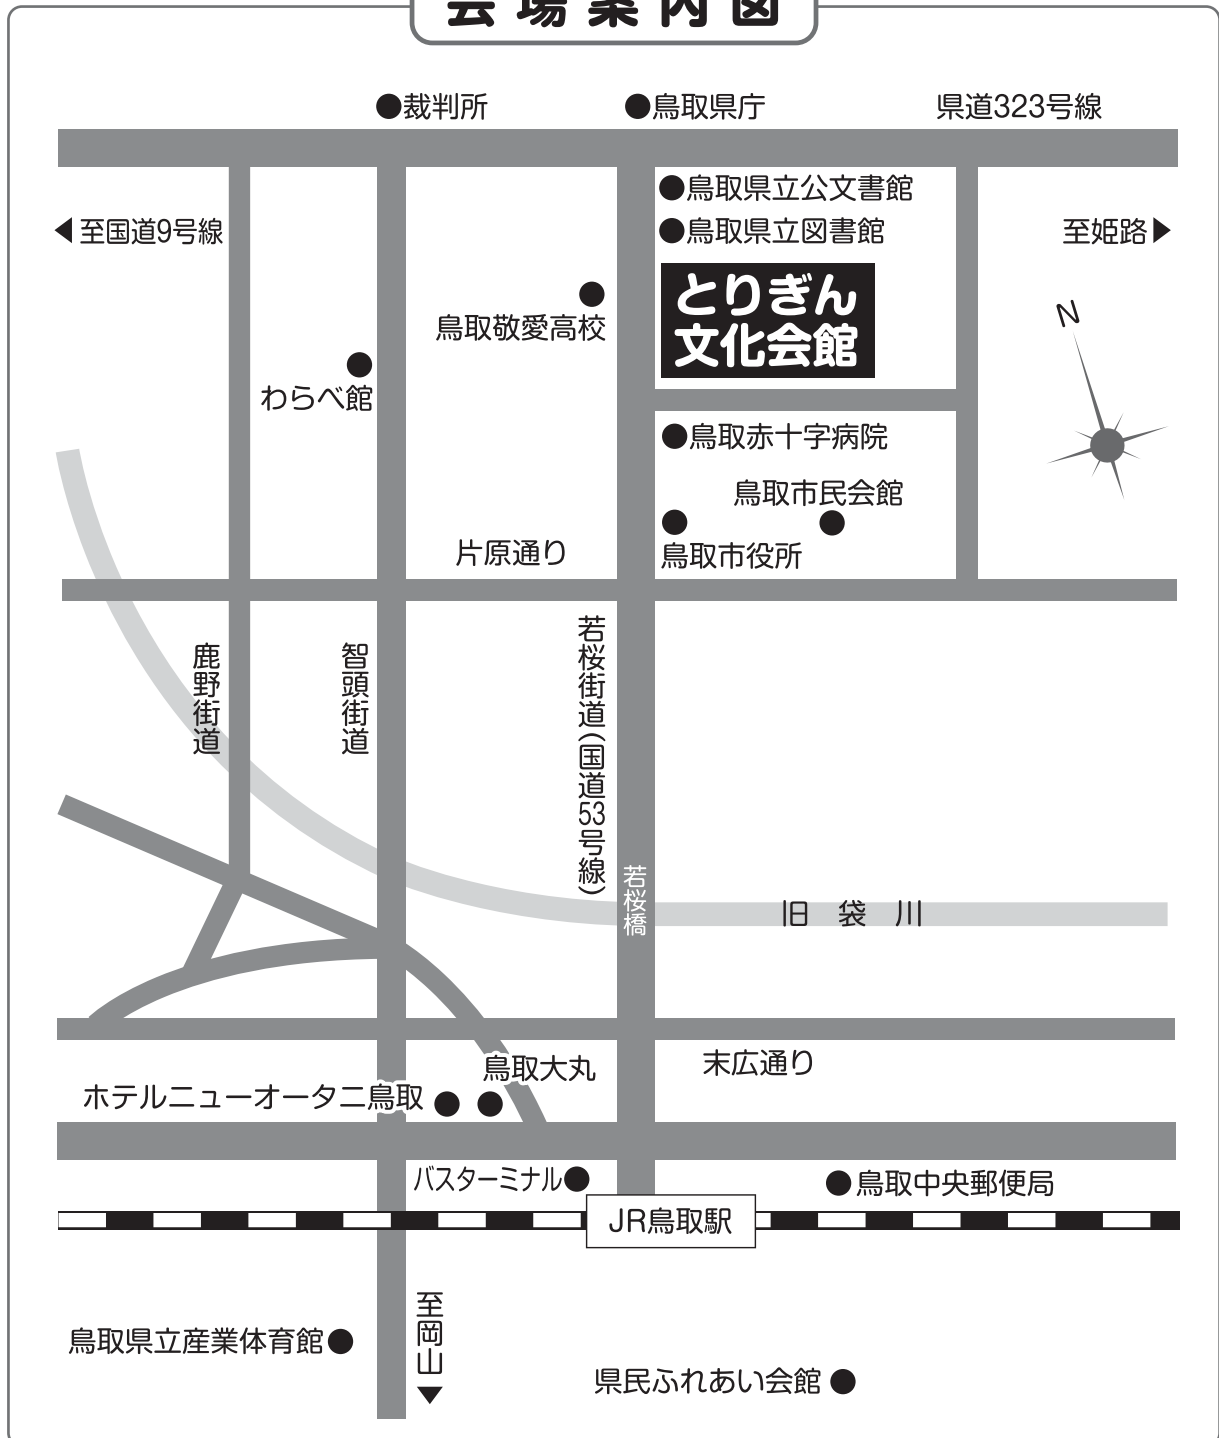 会場案内図
裁判所
鳥取県庁
県道323号線
鳥取県立公文書館
至国道9号線
鳥取県立図書館
至姫路
とりぎん
文化会館
N
鳥取敬愛高校
わらべ館
鳥取赤十字病院
鳥取市民会館
片原通り
鳥取市役所
鹿野街道
智頭街道
若桜街道(国道53号線)
若桜橋
旧袋川
鳥取大丸
末広通り
ホテルニューオータニ鳥取
バスターミナル
鳥取中央郵便局
JR鳥取駅
至岡山
鳥取県立産業体育館
県民ふれあい会館